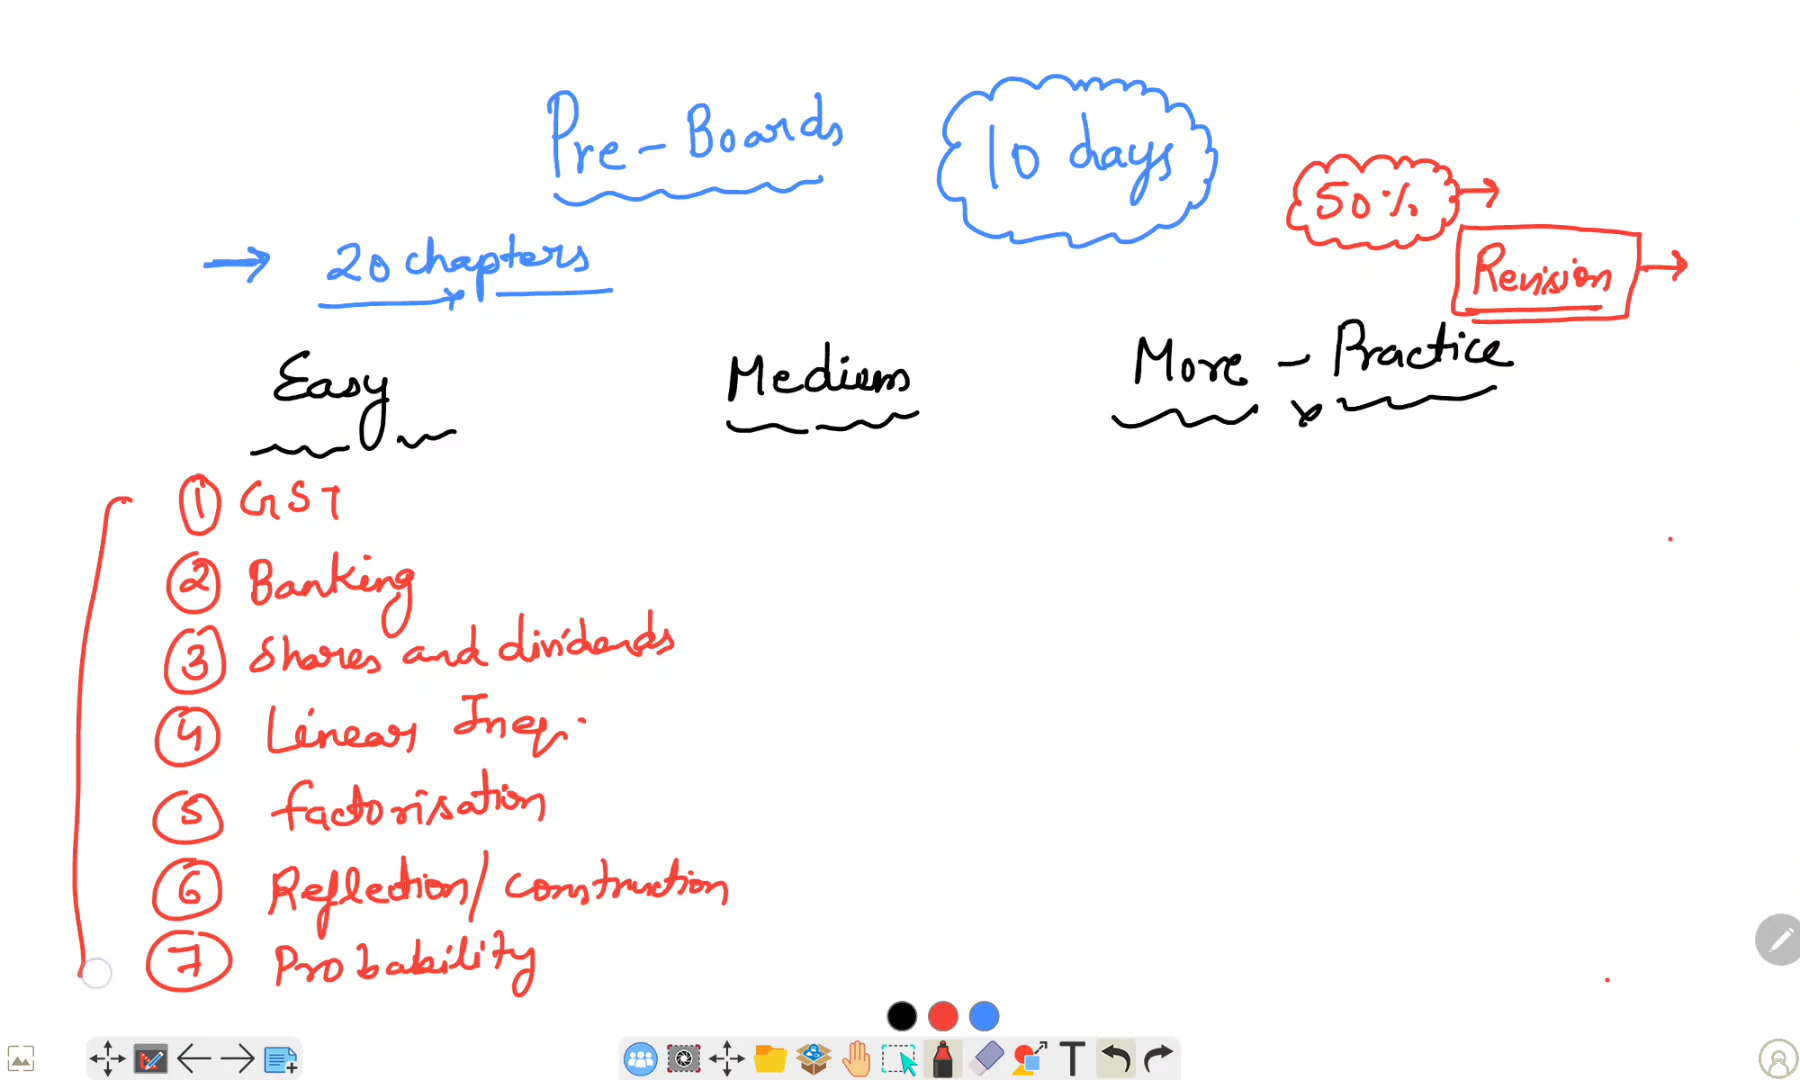 Pre-Boards
10 days
50%
→ 20 chapters
Revision
Easy
Medium
More - Practice
1 GST
2 Banking
3 Shares and dividends
4 Linear Ineq.
5 factorisation
6 Reflection/construction
7 Probability
T